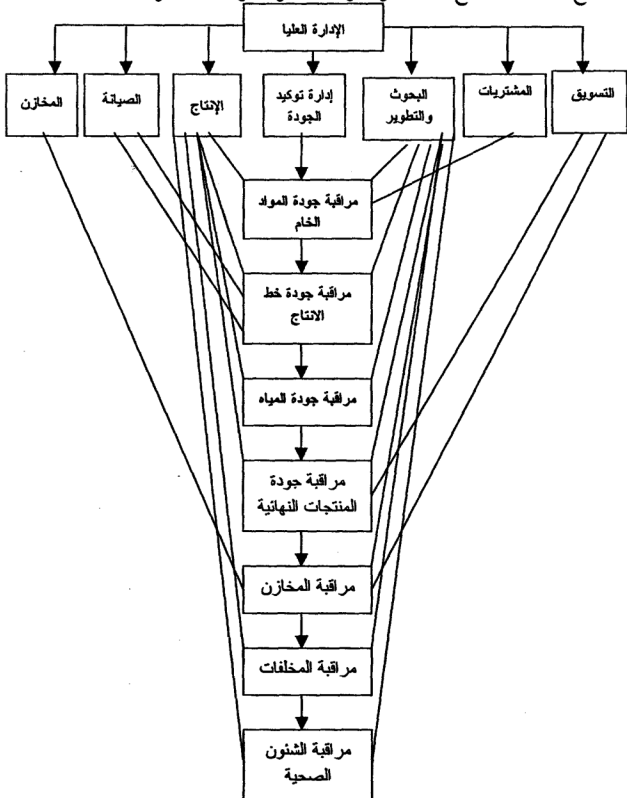 الإدارة العليا
التسويق
المشتريات
البحوث
والتطوير
إدارة توكيد
الجودة
الإنتاج
الصيانة
المخازن
مراقبة جودة المواد
الخام
مراقبة جودة خط
الانتاج
مراقبة جودة المياه
مراقبة جودة
المنتجات النهائية
مراقبة المخازن
مراقبة المخلفات
مراقبة الشئون
الصحية